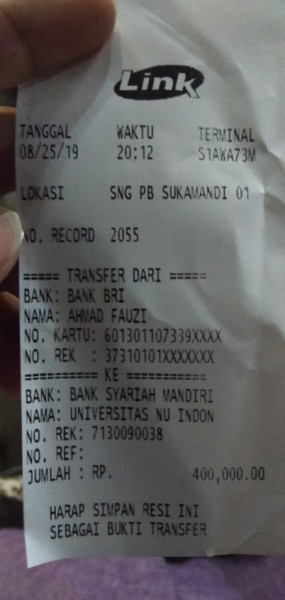 Link
TANGGAL WAKTU TERMINAL
08/25/19 20:12 S1AWA73M
LOKASI SNG PB SUKAMANDI 01
NO. RECORD 2055
===== TRANSFER DARI =====
BANK: BANK BRI
NAMA: AHMAD FAUZI
NO. KARTU: 601301107339XXXX
NO. REK : 37310101XXXXXXX
========== KE ===========
BANK: BANK SYARIAH MANDIRI
NAMA: UNIVERSITAS NU INDON
NO. REK: 7130090038
NO. REF:
JUMLAH : RP. 400,000.00
HARAP SIMPAN RESI INI
SEBAGAI BUKTI TRANSFER